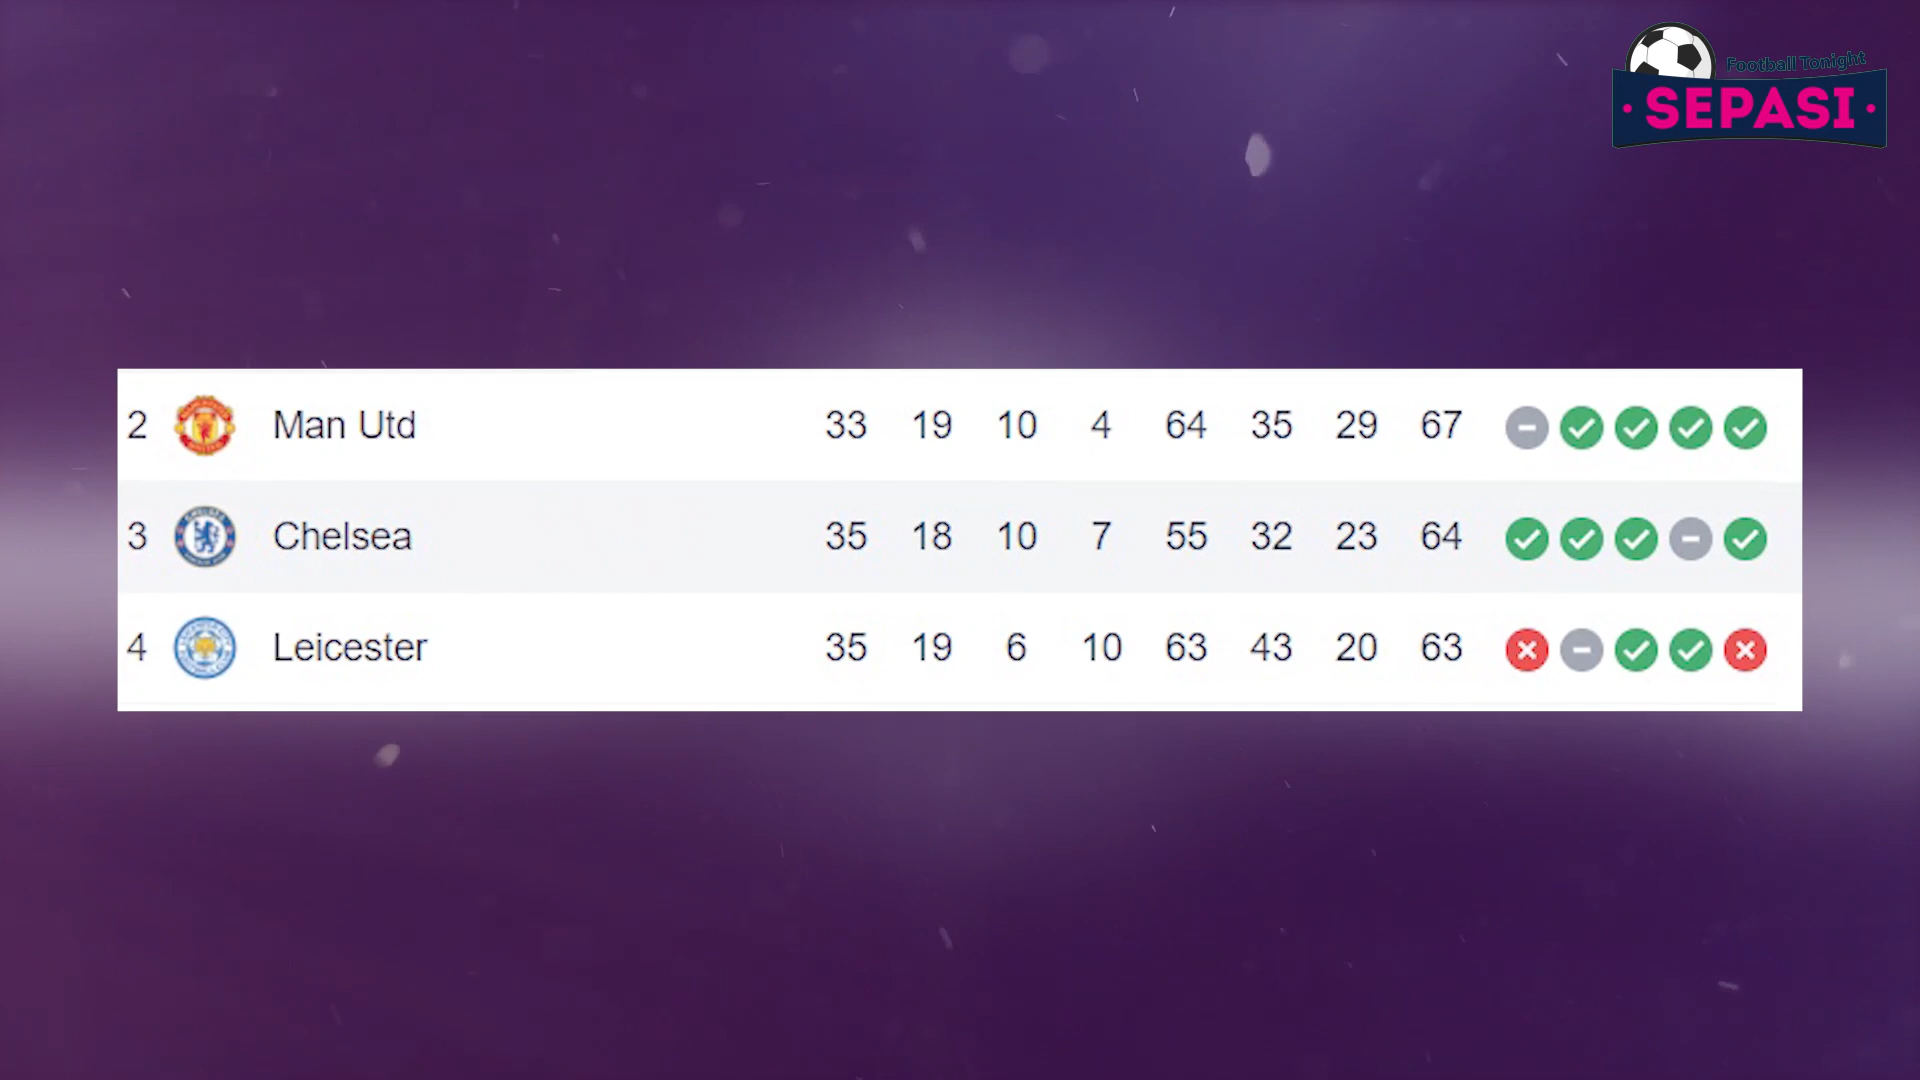 Football Tonight
SEPASI
2 Man Utd 33 19 10 4 64 35 29 67
3 Chelsea 35 18 10 7 55 32 23 64
4 Leicester 35 19 6 10 63 43 20 63